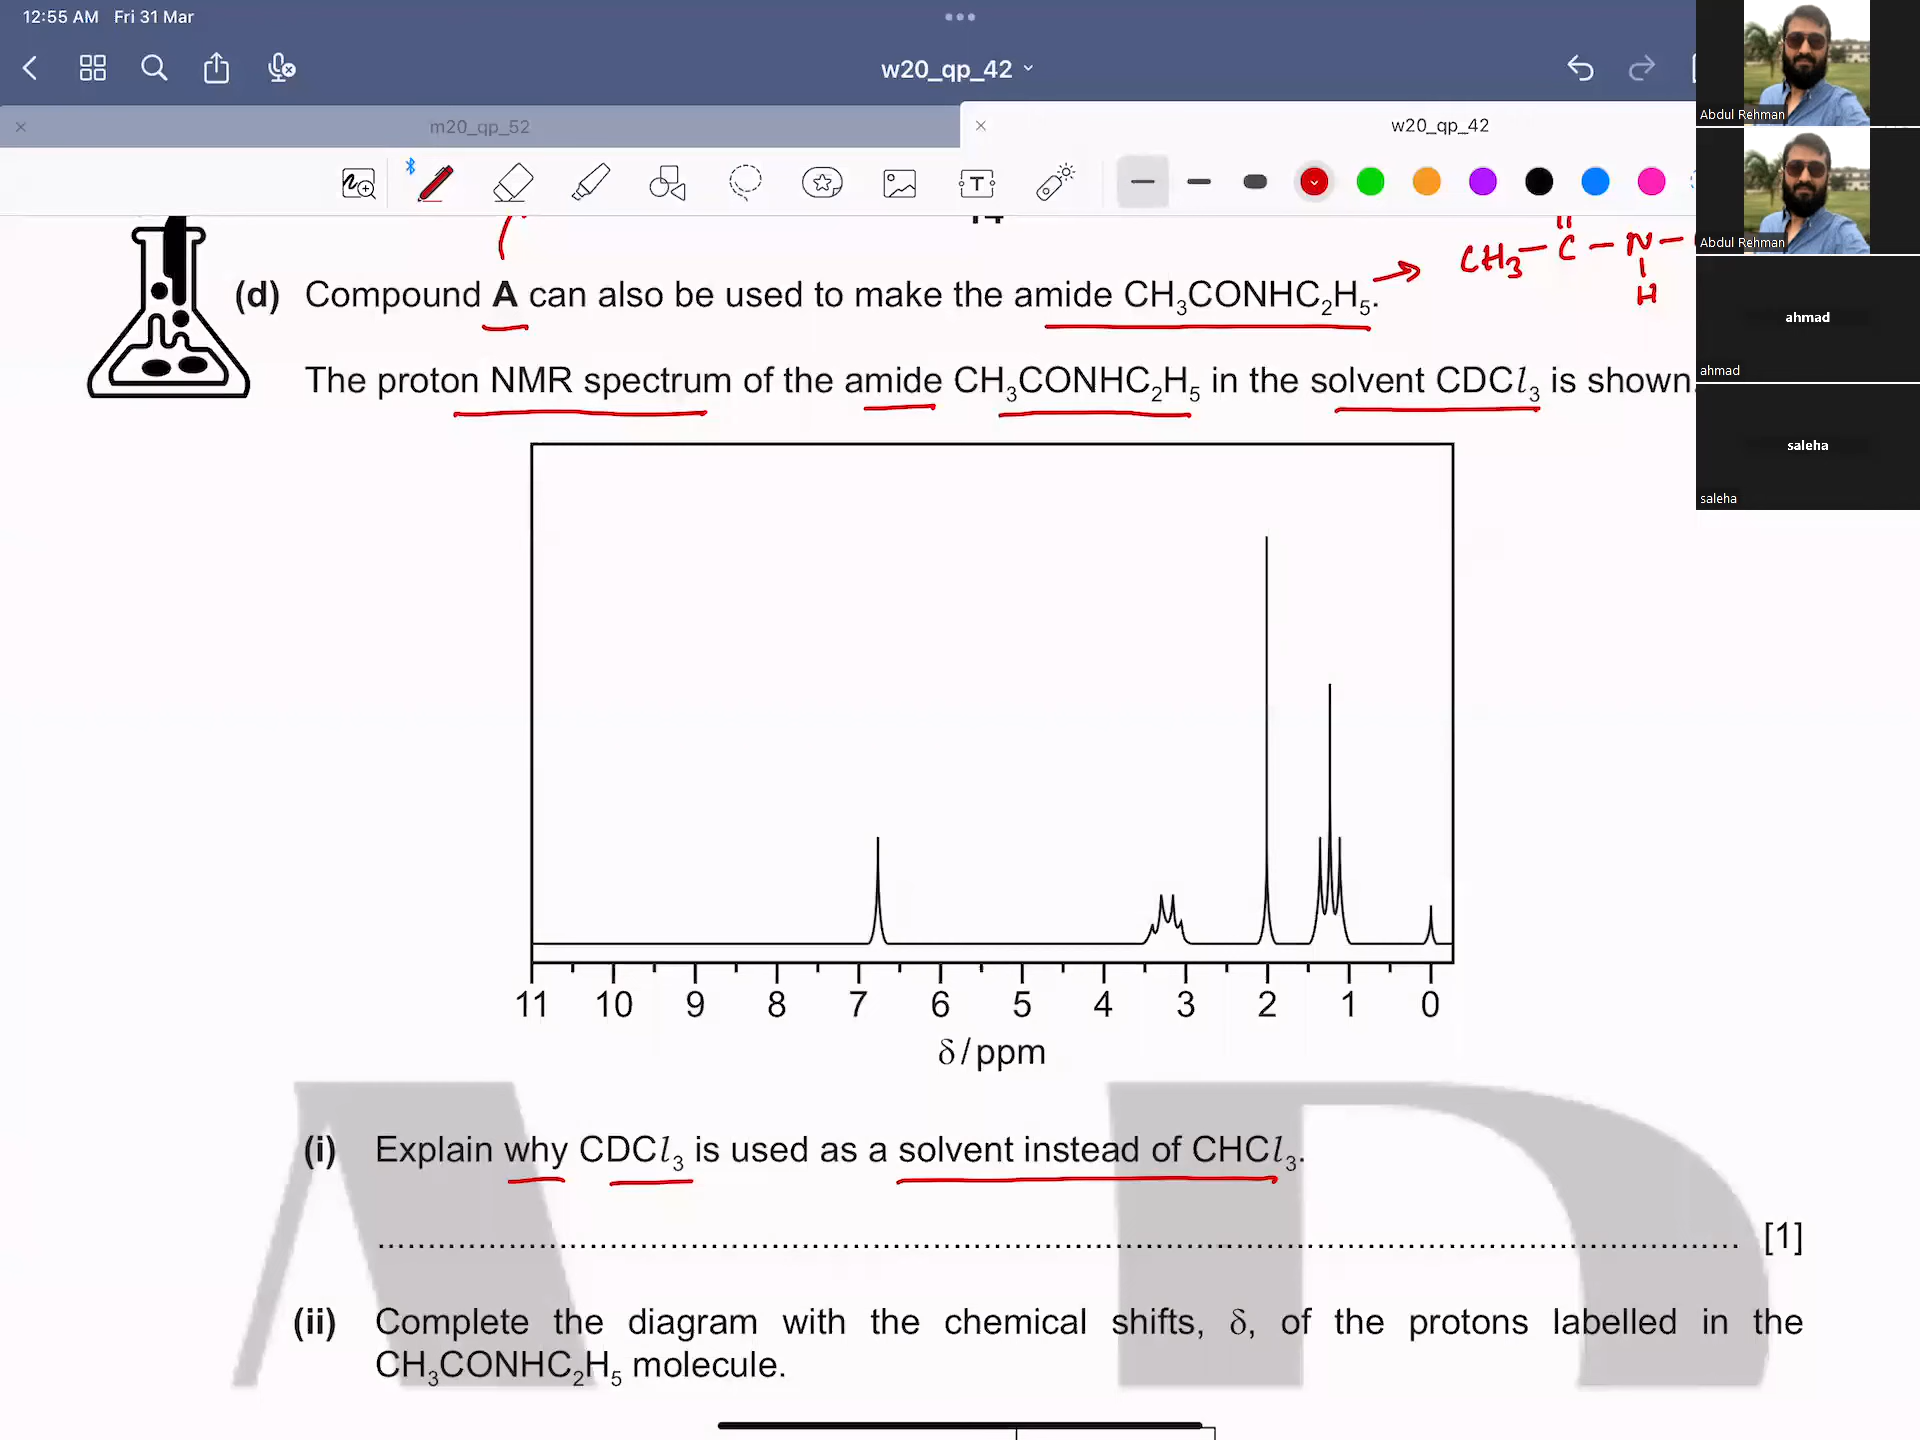 12:55 AM Fri 31 Mar
w20_qp_42
m20_qp_52
w20_qp_42
T
Abdul Rehman
Abdul Rehman
ahmad
ahmad
saleha
saleha
14
CH₃ – C – N –
H
(d) Compound A can also be used to make the amide CH₃CONHC₂H₅.
The proton NMR spectrum of the amide CH₃CONHC₂H₅ in the solvent CDCl₃ is shown.
11 10 9 8 7 6 5 4 3 2 1 0
δ/ppm
(i) Explain why CDCl₃ is used as a solvent instead of CHCl₃.
[1]
(ii) Complete the diagram with the chemical shifts, δ, of the protons labelled in the
CH₃CONHC₂H₅ molecule.